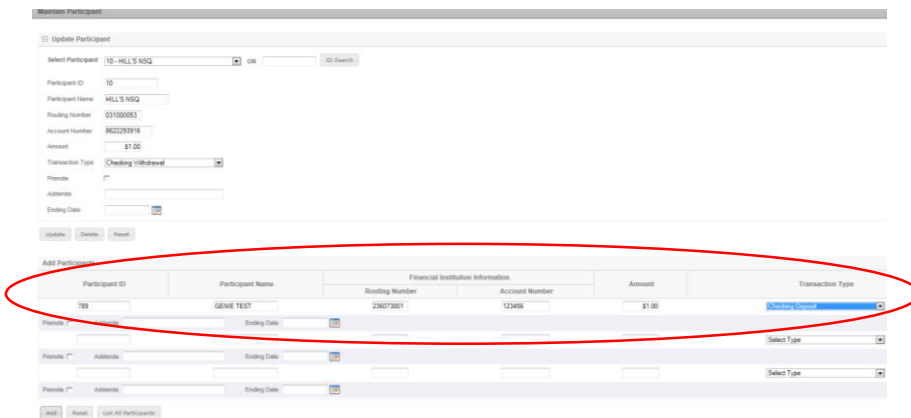 Maintain Participant
Update Participant
Select Participant 10 - HILL'S NSQ OR ID Search
Participant ID 10
Participant Name HILL'S NSQ
Routing Number 031000053
Account Number 8622293916
Amount $1.00
Transaction Type Checking Withdrawal
Prenote
Addenda
Ending Date
Update Delete Reset
Add Participants
Participant ID Participant Name Financial Institution Information Amount Transaction Type
Routing Number Account Number
789 GENIE TEST 236073801 123456 $1.00 Checking Deposit
Prenote Addenda Ending Date
Select Type
Prenote Addenda Ending Date
Select Type
Prenote Addenda Ending Date
Add Reset List All Participants